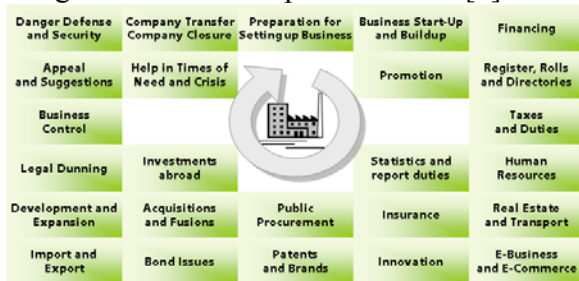 Danger Defense
and Security
Company Transfer
Company Closure
Preparation for
Setting up Business
Business Start-Up
and Buildup
Financing
Appeal
and Suggestions
Help in Times of
Need and Crisis
Promotion
Register, Rolls
and Directories
Business
Control
Taxes
and Duties
Legal Dunning
Investments
abroad
Statistics and
report duties
Human
Resources
Development and
Expansion
Acquisitions
and Fusions
Public
Procurement
Insurance
Real Estate
and Transport
Import and
Export
Bond Issues
Patents
and Brands
Innovation
E-Business
and E-Commerce